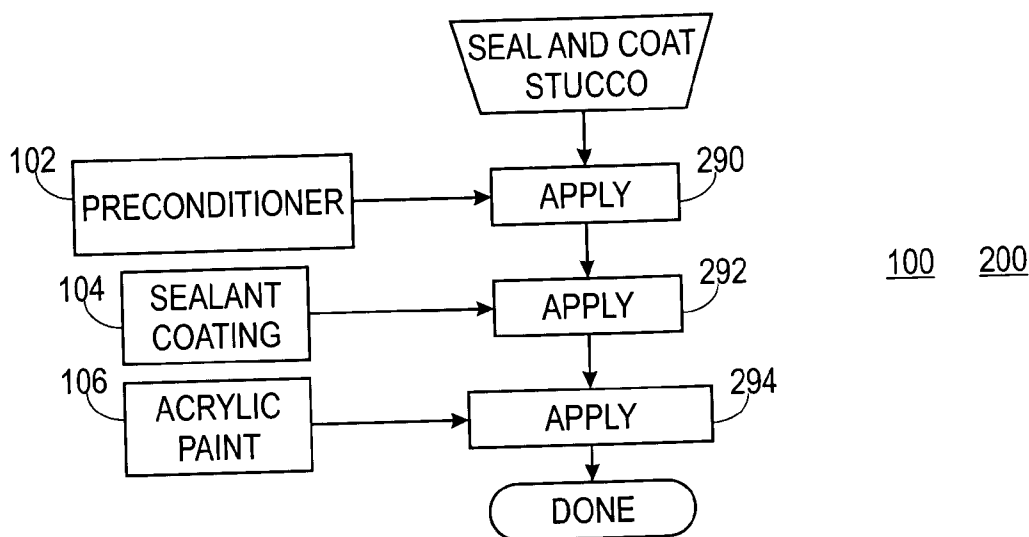 SEAL AND COAT
STUCCO
102
PRECONDITIONER
APPLY
290
104
SEALANT
COATING
APPLY
292
100 200
106
ACRYLIC
PAINT
APPLY
294
DONE